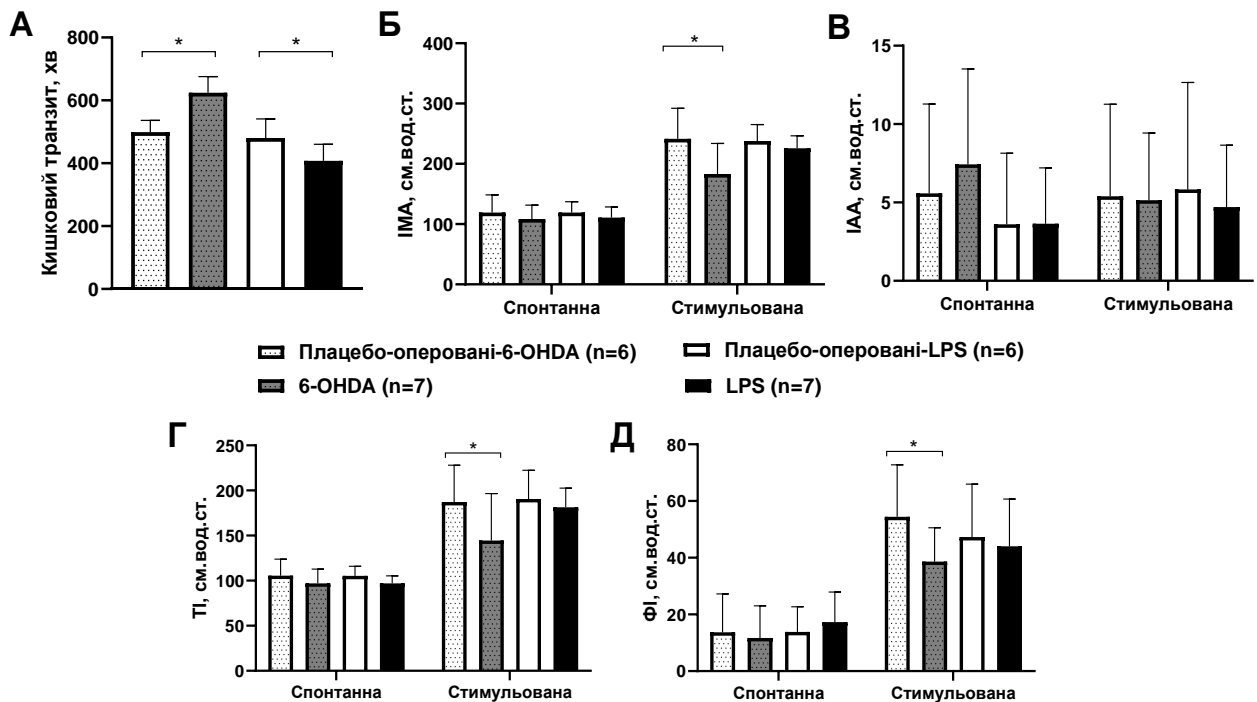 А
Кишковий транзит, хв
800
600
400
200
0
*
*
Б
ІМА, см.вод.ст.
400
300
200
100
0
*
Спонтанна
Стимульована
В
ІАА, см.вод.ст.
15
10
5
0
Спонтанна
Стимульована
Плацебо-оперовані-6-OHDA (n=6)
Плацебо-оперовані-LPS (n=6)
6-OHDA (n=7)
LPS (n=7)
Г
ТІ, см.вод.ст.
250
200
150
100
50
0
*
Спонтанна
Стимульована
Д
ФІ, см.вод.ст.
80
60
40
20
0
*
Спонтанна
Стимульована